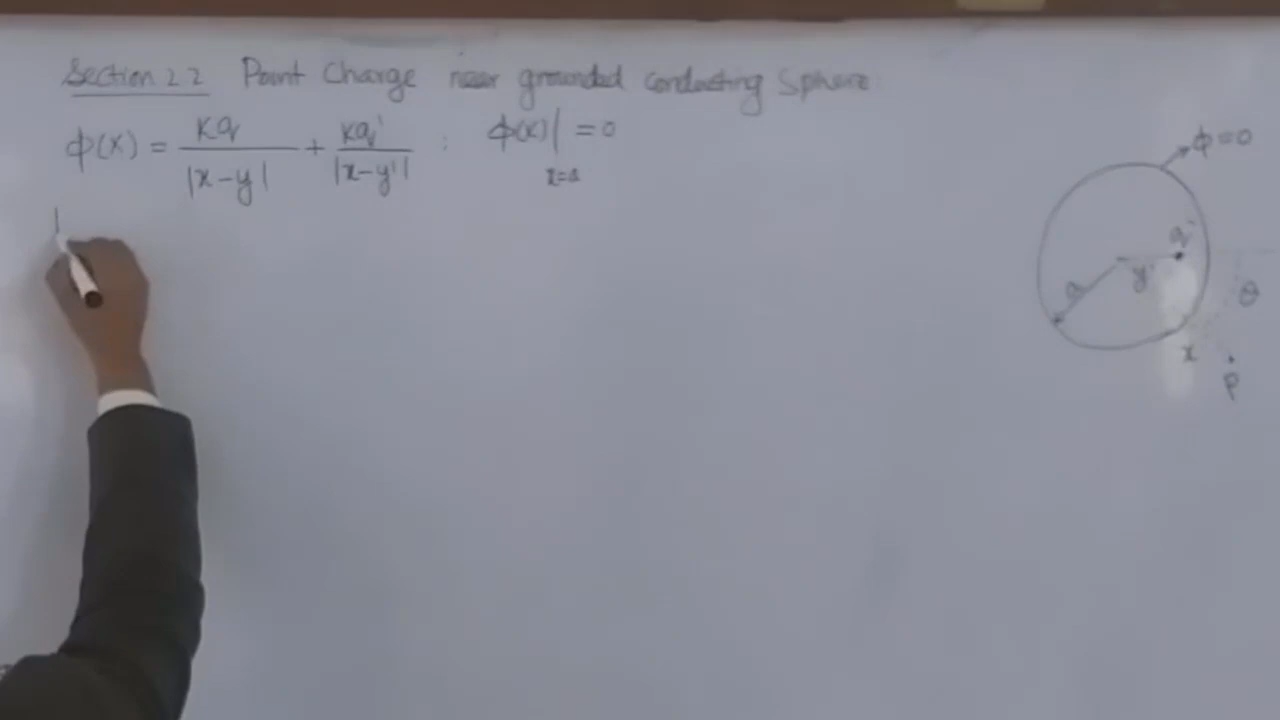 Section 2.2 Point Charge near grounded conducting Sphere
ϕ(x) = kq/|x-y| + kq'/|x-y'| : ϕ(x)|x=a = 0
ϕ=0
q'
a y'
θ
x
P